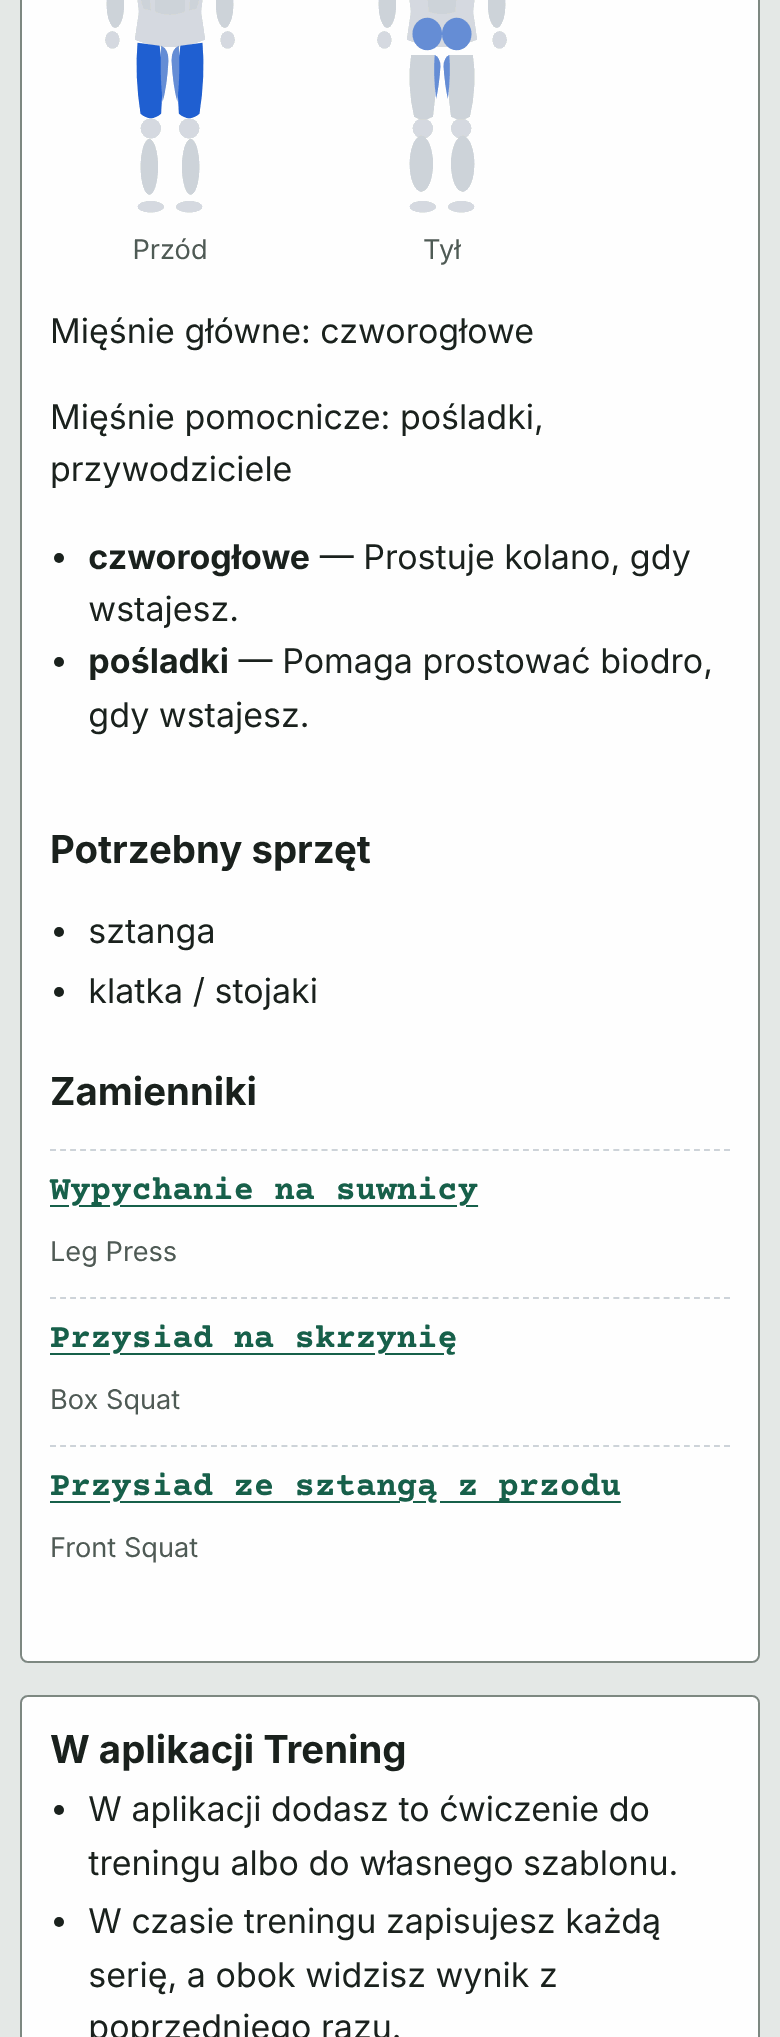 Przód
Tył
Mięśnie główne: czworogłowe
Mięśnie pomocnicze: pośladki,
przywodziciele
• czworogłowe — Prostuje kolano, gdy
wstajesz.
• pośladki — Pomaga prostować biodro,
gdy wstajesz.
Potrzebny sprzęt
• sztanga
• klatka / stojaki
Zamienniki
Wypychanie na suwnicy
Leg Press
Przysiad na skrzynię
Box Squat
Przysiad ze sztangą z przodu
Front Squat
W aplikacji Trening
• W aplikacji dodasz to ćwiczenie do
treningu albo do własnego szablonu.
• W czasie treningu zapisujesz każdą
serię, a obok widzisz wynik z
poprzedniego razu.